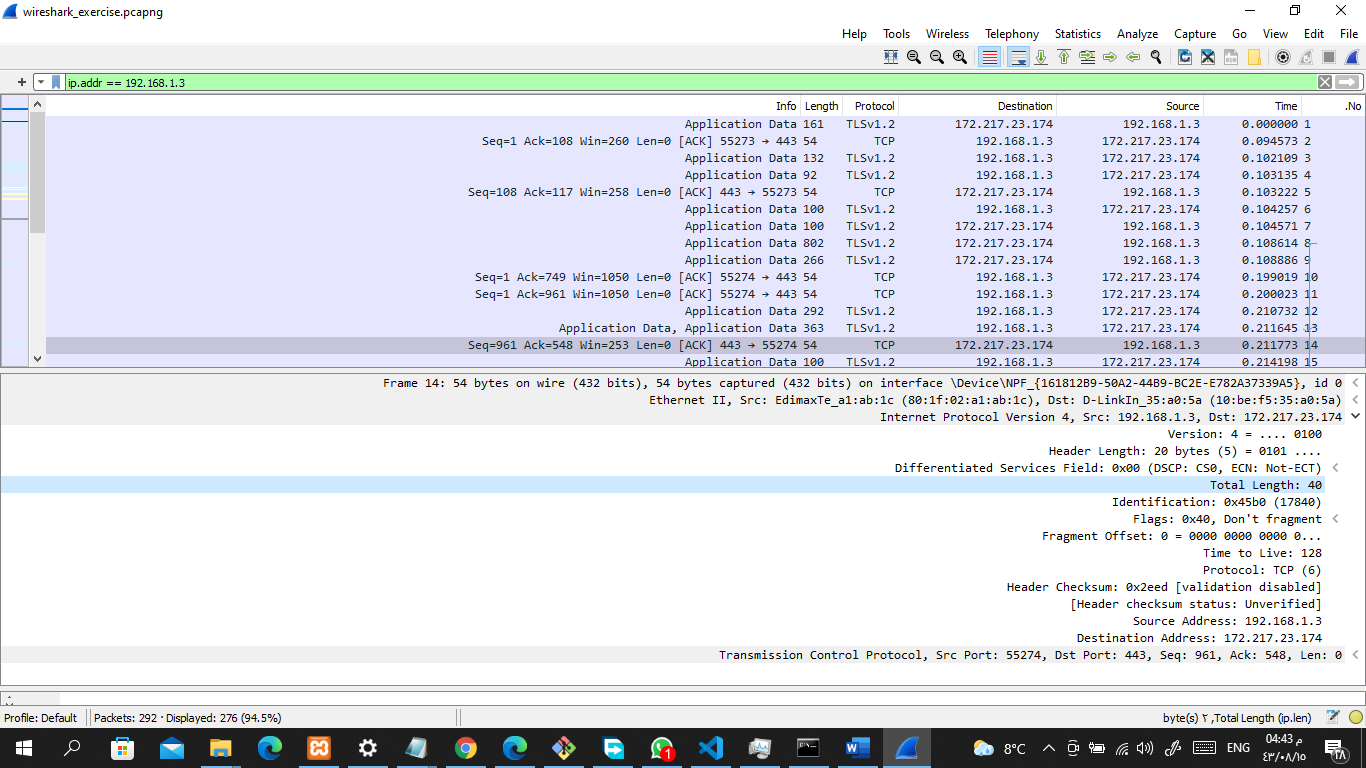 wireshark_exercise.pcapng
Help Tools Wireless Telephony Statistics Analyze Capture Go View Edit File
ip.addr == 192.168.1.3
Info Length Protocol Destination Source Time .No
Application Data 161 TLSv1.2 172.217.23.174 192.168.1.3 0.000000 1
Seq=1 Ack=108 Win=260 Len=0 [ACK] 55273 → 443 54 TCP 192.168.1.3 172.217.23.174 0.094573 2
Application Data 132 TLSv1.2 192.168.1.3 172.217.23.174 0.102109 3
Application Data 92 TLSv1.2 192.168.1.3 172.217.23.174 0.103135 4
Seq=108 Ack=117 Win=258 Len=0 [ACK] 443 → 55273 54 TCP 172.217.23.174 192.168.1.3 0.103222 5
Application Data 100 TLSv1.2 192.168.1.3 172.217.23.174 0.104257 6
Application Data 100 TLSv1.2 172.217.23.174 192.168.1.3 0.104571 7
Application Data 802 TLSv1.2 172.217.23.174 192.168.1.3 0.108614 8
Application Data 266 TLSv1.2 172.217.23.174 192.168.1.3 0.108886 9
Seq=1 Ack=749 Win=1050 Len=0 [ACK] 55274 → 443 54 TCP 192.168.1.3 172.217.23.174 0.199019 10
Seq=1 Ack=961 Win=1050 Len=0 [ACK] 55274 → 443 54 TCP 192.168.1.3 172.217.23.174 0.200023 11
Application Data 292 TLSv1.2 192.168.1.3 172.217.23.174 0.210732 12
Application Data, Application Data 363 TLSv1.2 192.168.1.3 172.217.23.174 0.211645 13
Seq=961 Ack=548 Win=253 Len=0 [ACK] 443 → 55274 54 TCP 172.217.23.174 192.168.1.3 0.211773 14
Application Data 100 TLSv1.2 172.217.23.174 192.168.1.3 0.214198 15
Frame 14: 54 bytes on wire (432 bits), 54 bytes captured (432 bits) on interface \Device\NPF_{161812B9-50A2-44B9-BC2E-E782A37339A5}, id 0
Ethernet II, Src: EdimaxTe_a1:ab:1c (80:1f:02:a1:ab:1c), Dst: D-LinkIn_35:a0:5a (10:be:f5:35:a0:5a)
Internet Protocol Version 4, Src: 192.168.1.3, Dst: 172.217.23.174
Version: 4 = .... 0100
Header Length: 20 bytes (5) = 0101 ....
Differentiated Services Field: 0x00 (DSCP: CS0, ECN: Not-ECT)
Total Length: 40
Identification: 0x45b0 (17840)
Flags: 0x40, Don't fragment
Fragment Offset: 0 = 0000 0000 0000 0...
Time to Live: 128
Protocol: TCP (6)
Header Checksum: 0x2eed [validation disabled]
[Header checksum status: Unverified]
Source Address: 192.168.1.3
Destination Address: 172.217.23.174
Transmission Control Protocol, Src Port: 55274, Dst Port: 443, Seq: 961, Ack: 548, Len: 0
Profile: Default Packets: 292 · Displayed: 276 (94.5%) byte(s) ٢ ,Total Length (ip.len)
8°C ENG 04:43 م
٤٣/٠٨/١٥